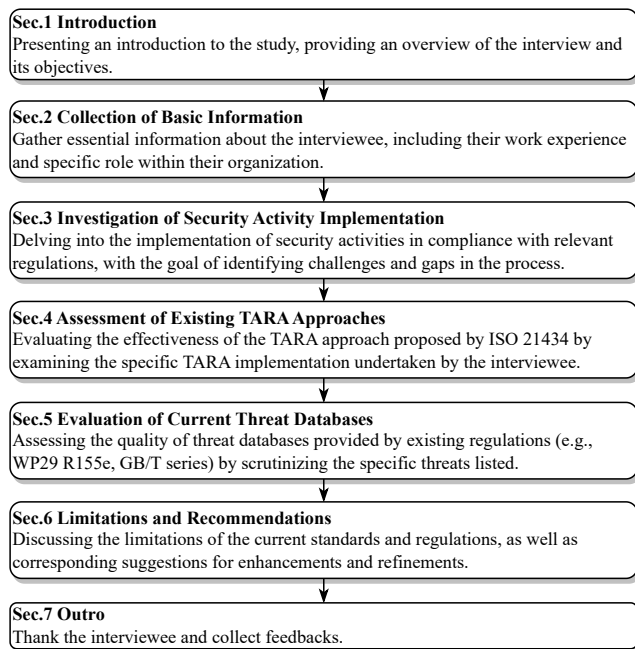 Sec.1 Introduction
Presenting an introduction to the study, providing an overview of the interview and
its objectives.
Sec.2 Collection of Basic Information
Gather essential information about the interviewee, including their work experience
and specific role within their organization.
Sec.3 Investigation of Security Activity Implementation
Delving into the implementation of security activities in compliance with relevant
regulations, with the goal of identifying challenges and gaps in the process.
Sec.4 Assessment of Existing TARA Approaches
Evaluating the effectiveness of the TARA approach proposed by ISO 21434 by
examining the specific TARA implementation undertaken by the interviewee.
Sec.5 Evaluation of Current Threat Databases
Assessing the quality of threat databases provided by existing regulations (e.g.,
WP29 R155e, GB/T series) by scrutinizing the specific threats listed.
Sec.6 Limitations and Recommendations
Discussing the limitations of the current standards and regulations, as well as
corresponding suggestions for enhancements and refinements.
Sec.7 Outro
Thank the interviewee and collect feedbacks.